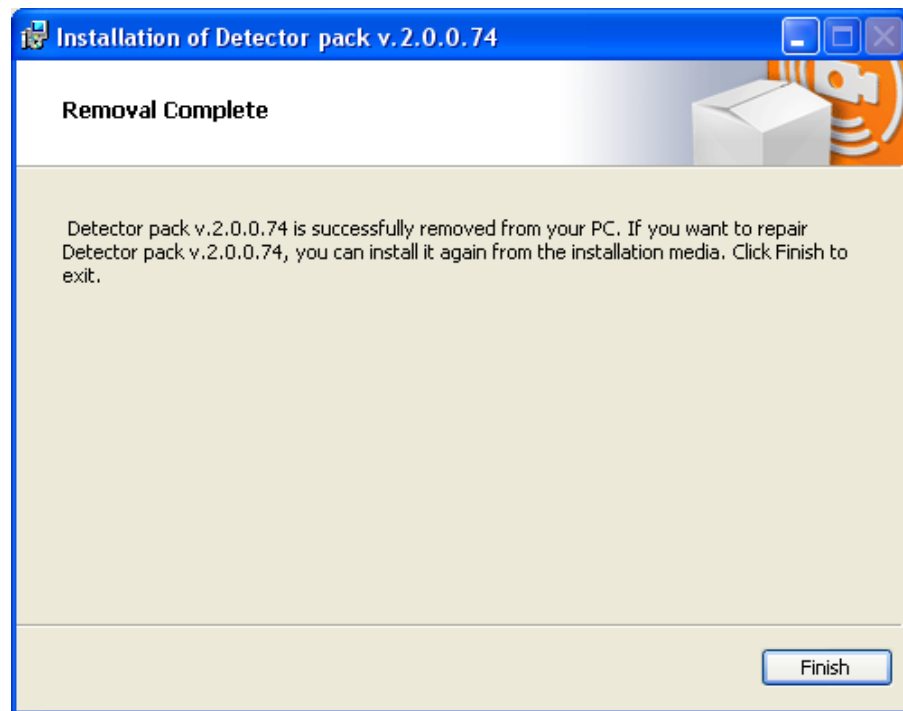 Installation of Detector pack v.2.0.0.74
Removal Complete
Detector pack v.2.0.0.74 is successfully removed from your PC. If you want to repair
Detector pack v.2.0.0.74, you can install it again from the installation media. Click Finish to
exit.
Finish